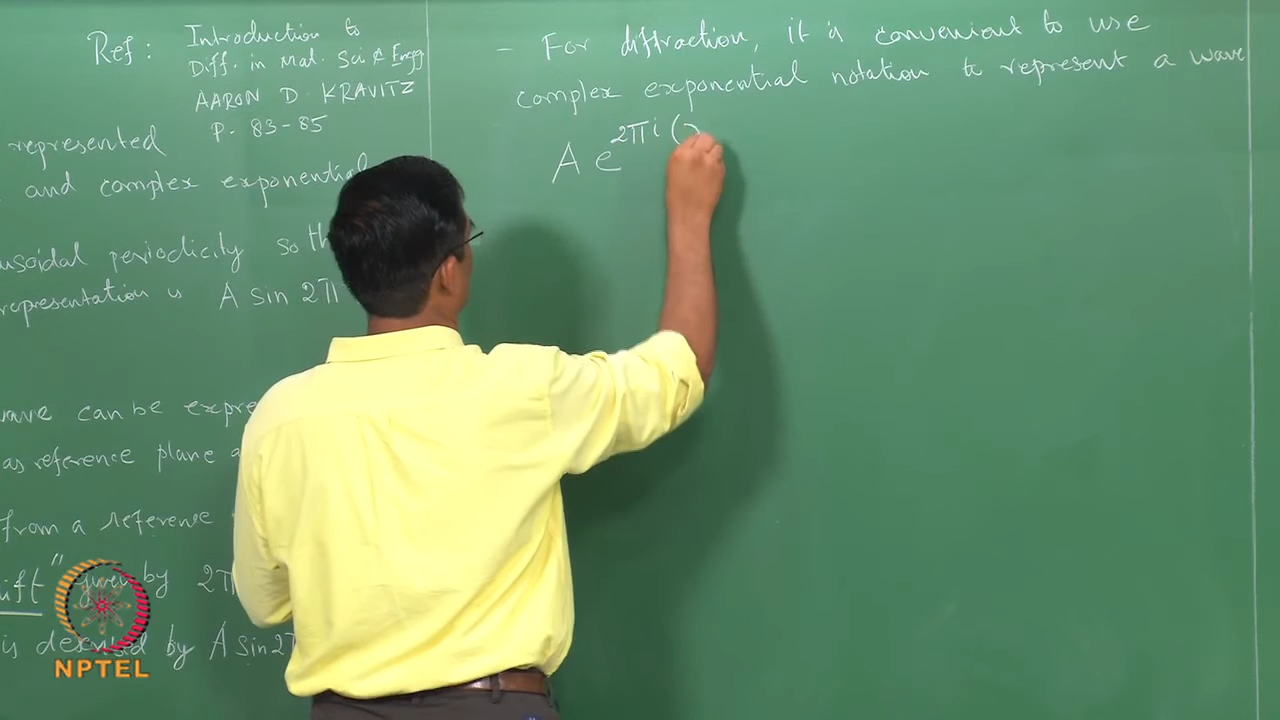 Ref: Introduction to
Diff. in Mat. Sci & Engg
AARON D. KRAVITZ
P. 83-85
represented
and complex exponential
usoidal periodicity so th
representation is A sin 2π
wave can be expre
as reference plane a
from a reference
ift" given by 2π
is described by A sin 2π
- For diffraction, it is convenient to use
complex exponential notation to represent a wave
A e^{2πi (
NPTEL